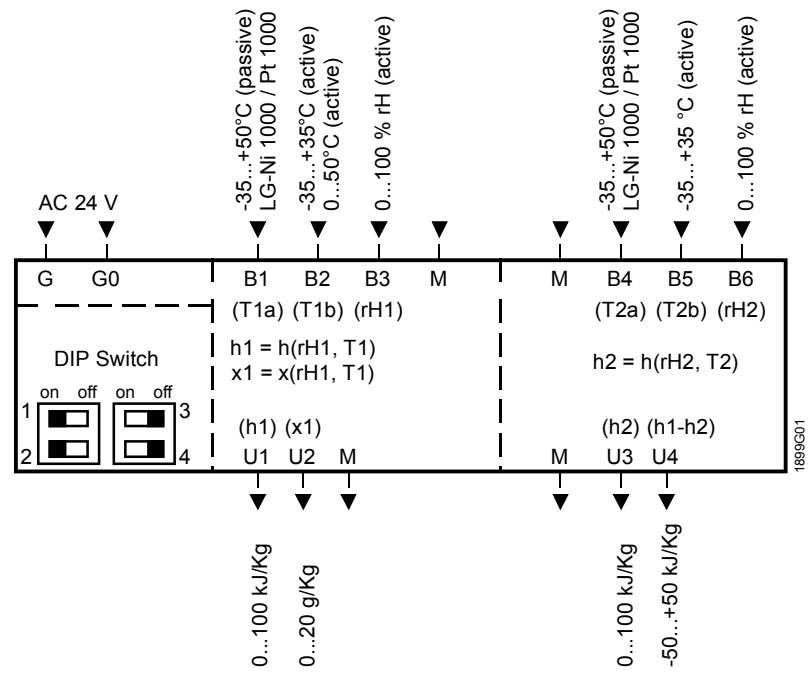 -35...+50°C (passive)
LG-Ni 1000 / Pt 1000
-35...+35°C (active)
0...50°C (active)
0...100 % rH (active)
-35...+50°C (passive)
LG-Ni 1000 / Pt 1000
-35...+35 °C (active)
0...100 % rH (active)
AC 24 V
G G0 B1 B2 B3 M M B4 B5 B6
(T1a) (T1b) (rH1) (T2a) (T2b) (rH2)
h1 = h(rH1, T1)
x1 = x(rH1, T1)
h2 = h(rH2, T2)
DIP Switch
on off on off
1 3
2 4
(h1) (x1) (h2) (h1-h2)
U1 U2 M M U3 U4
0...100 kJ/Kg
0...20 g/Kg
0...100 kJ/Kg
-50...+50 kJ/Kg
1899G01